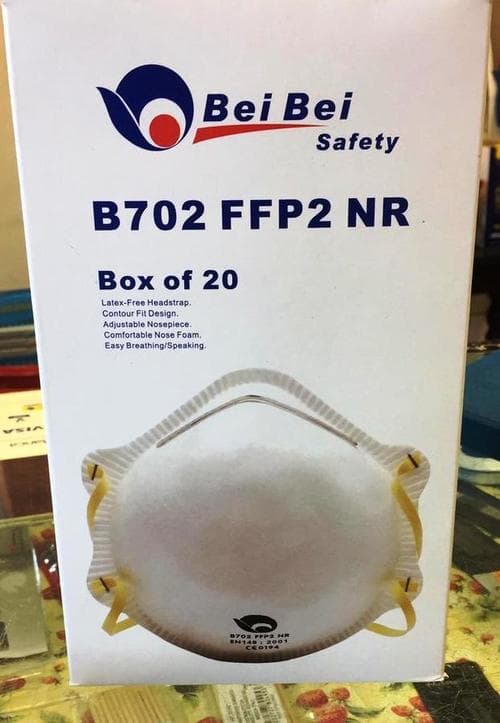 Bei Bei
Safety
B702 FFP2 NR
Box of 20
Latex-Free Headstrap.
Contour Fit Design.
Adjustable Nosepiece.
Comfortable Nose Foam.
Easy Breathing/Speaking.
VISA
B702 FFP2 NR
EN149 : 2001
CE0194